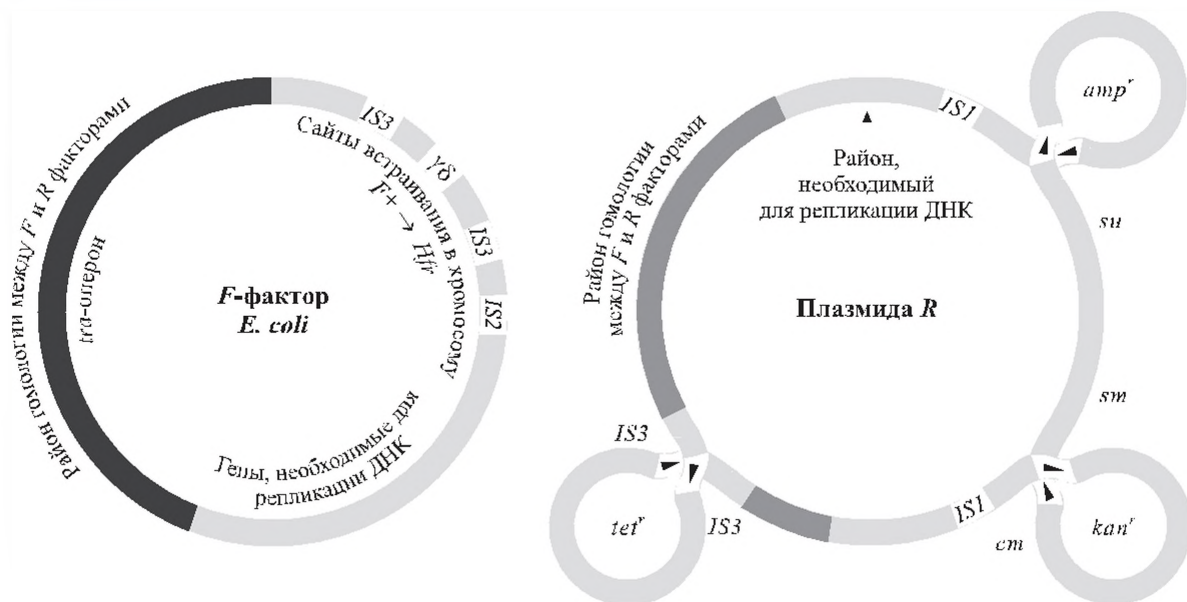 Район гомологии между F и R факторами
tra-оперон
IS3
γδ
IS3
IS2
Сайты встраивания в хромосому
F+ → Hfr
F-фактор
E. coli
Гены, необходимые для
репликации ДНК
Район гомологии
между F и R факторами
IS1
amp^r
Район,
необходимый
для репликации ДНК
su
Плазмида R
sm
IS3
tet^r
IS3
IS1
cm
kan^r